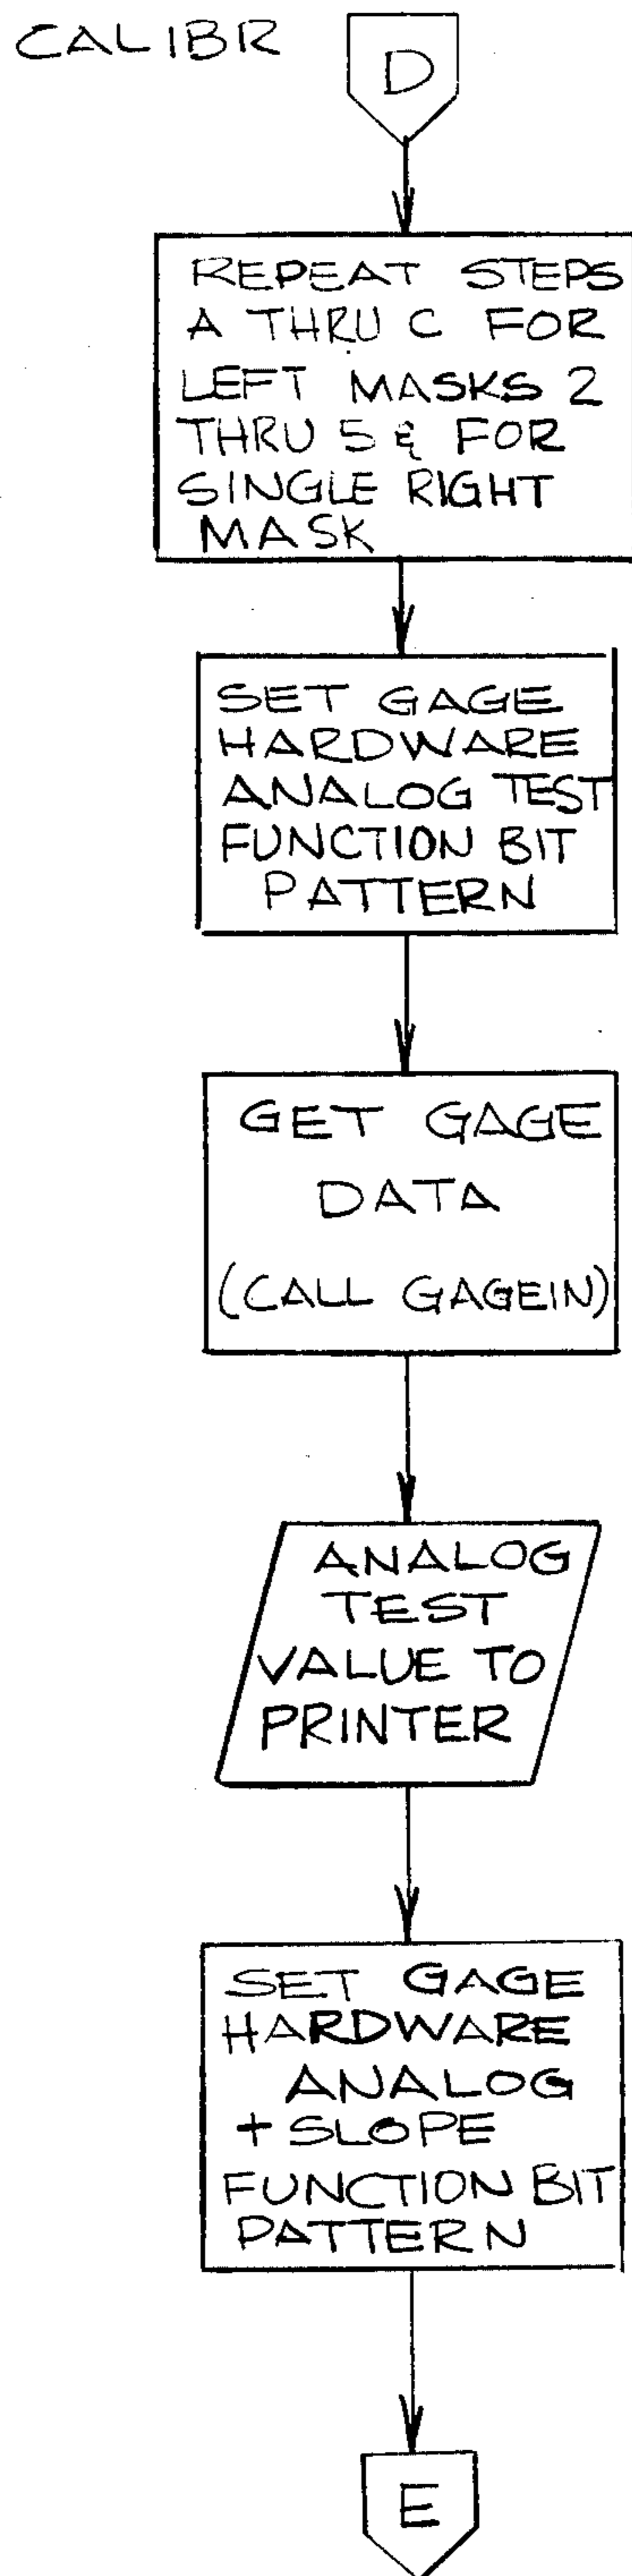 CALIBR
D
REPEAT STEPS
A THRU C FOR
LEFT MASKS 2
THRU 5 & FOR
SINGLE RIGHT
MASK
SET GAGE
HARDWARE
ANALOG TEST
FUNCTION BIT
PATTERN
GET GAGE
DATA
(CALL GAGEIN)
ANALOG
TEST
VALUE TO
PRINTER
SET GAGE
HARDWARE
ANALOG
+ SLOPE
FUNCTION BIT
PATTERN
E